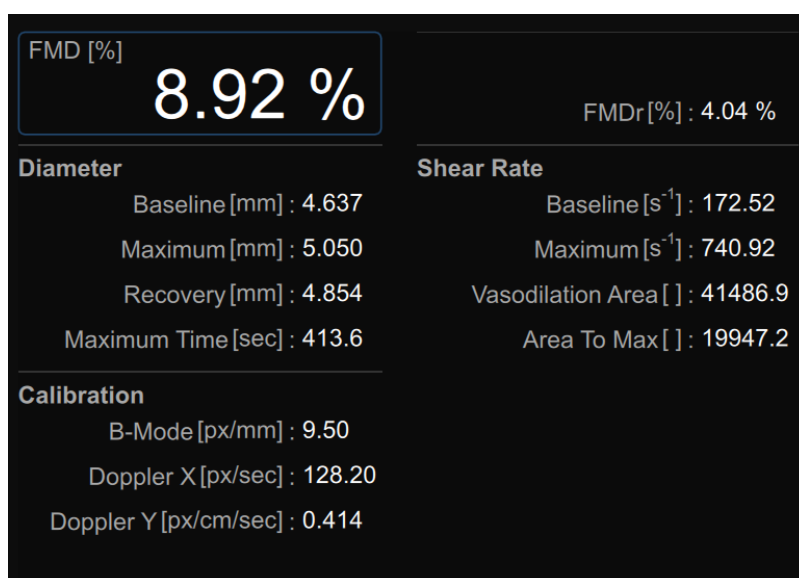 FMD [%]
8.92 %
FMDr[%] : 4.04 %
Diameter
Baseline[mm] : 4.637
Maximum[mm] : 5.050
Recovery[mm] : 4.854
Maximum Time[sec] : 413.6
Shear Rate
Baseline[s⁻¹] : 172.52
Maximum[s⁻¹] : 740.92
Vasodilation Area[ ] : 41486.9
Area To Max[ ] : 19947.2
Calibration
B-Mode[px/mm] : 9.50
Doppler X[px/sec] : 128.20
Doppler Y[px/cm/sec] : 0.414